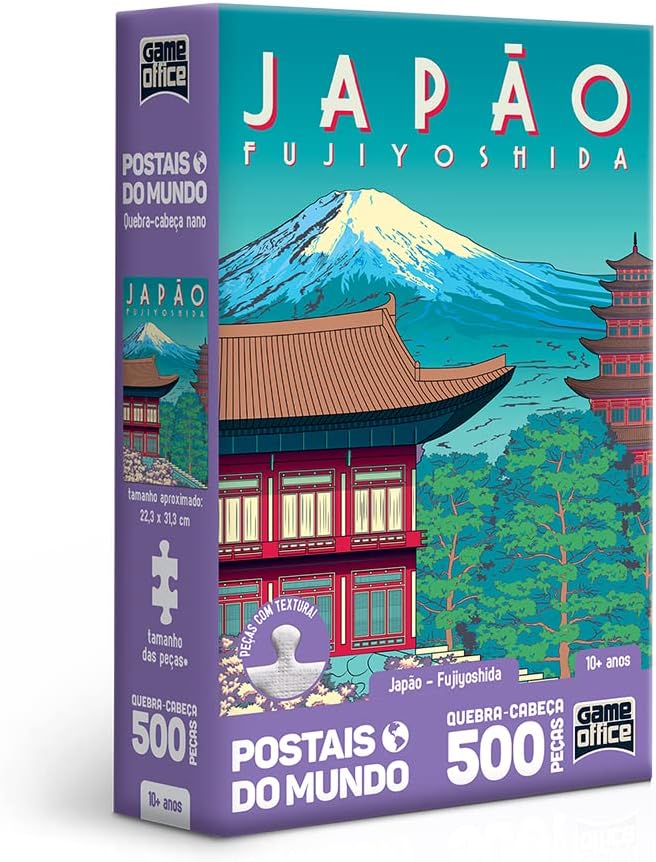 Game
Office
POSTAIS
DO MUNDO
Quebra-cabeça nano
JAPÃO
FUJIYOSHIDA
tamanho aproximado:
22,3 x 31,3 cm
tamanho
das peças*
QUEBRA-CABEÇA
500
PEÇAS
10+ anos
JAPÃO
FUJIYOSHIDA
PEÇAS COM TEXTURA!
Japão - Fujiyoshida
10+ anos
POSTAIS
DO MUNDO
QUEBRA-CABEÇA
500
PEÇAS
Game
Office